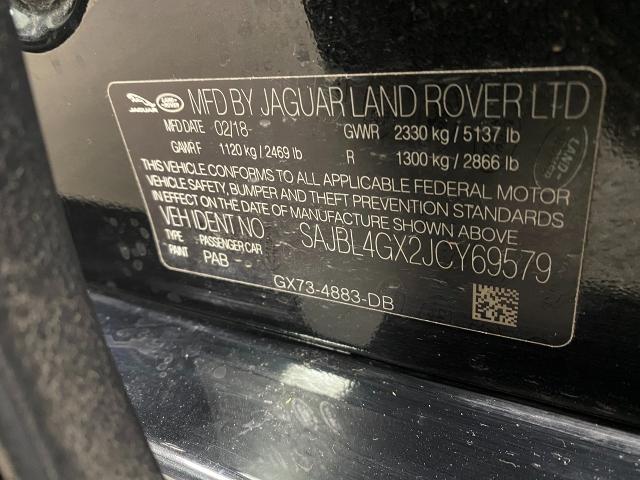 JAGUAR LAND ROVER MFD BY JAGUAR LAND ROVER LTD
MFD DATE 02/18 GVWR 2330 kg / 5137 lb
GAWR F 1120 kg / 2469 lb R 1300 kg / 2866 lb
THIS VEHICLE CONFORMS TO ALL APPLICABLE FEDERAL MOTOR
VEHICLE SAFETY, BUMPER AND THEFT PREVENTION STANDARDS
IN EFFECT ON THE DATE OF MANUFACTURE SHOWN ABOVE
VEH IDENT NO SAJBL4GX2JCY69579
TYPE PASSENGER CAR
PAINT PAB
GX73-4883-DB